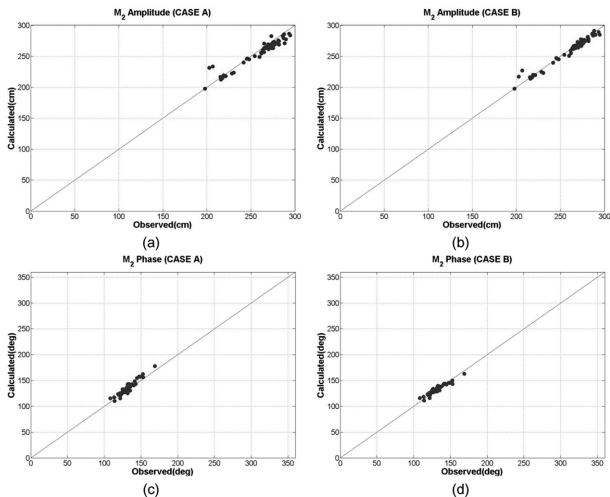 M₂ Amplitude (CASE A)
300
250
200
150
100
50
0
0 50 100 150 200 250 300
Calculated(cm)
Observed(cm)
(a)
M₂ Amplitude (CASE B)
300
250
200
150
100
50
0
0 50 100 150 200 250 300
Calculated(cm)
Observed(cm)
(b)
M₂ Phase (CASE A)
350
300
250
200
150
100
50
0
0 50 100 150 200 250 300 350
Calculated(deg)
Observed(deg)
(c)
M₂ Phase (CASE B)
350
300
250
200
150
100
50
0
0 50 100 150 200 250 300 350
Calculated(deg)
Observed(deg)
(d)